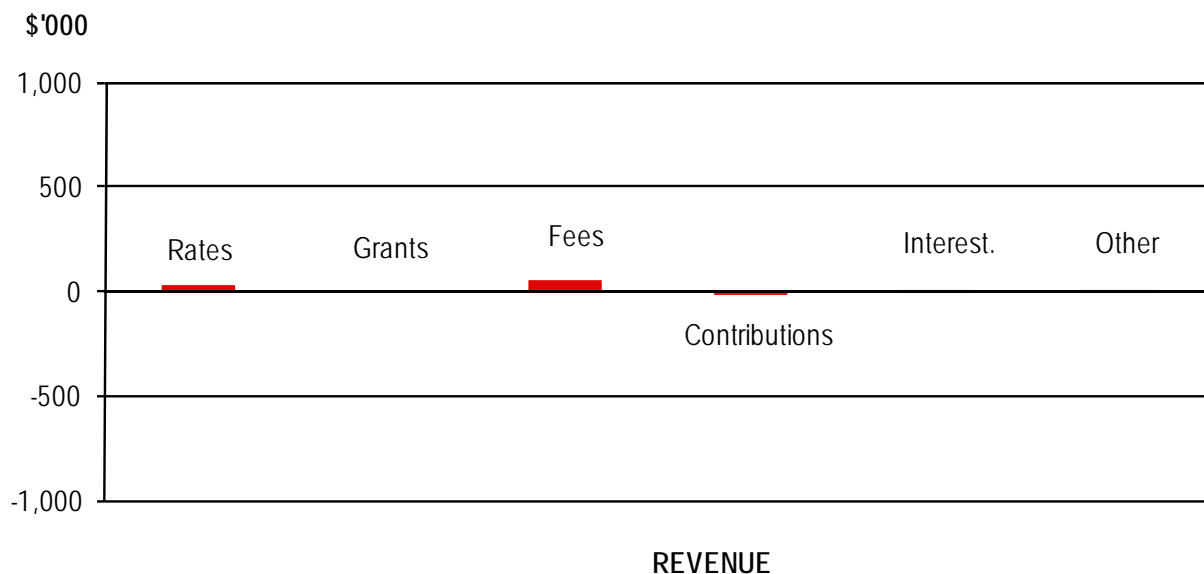 $'000
1,000
500
Rates
Grants
Fees
Interest.
Other
0
Contributions
-500
-1,000
REVENUE